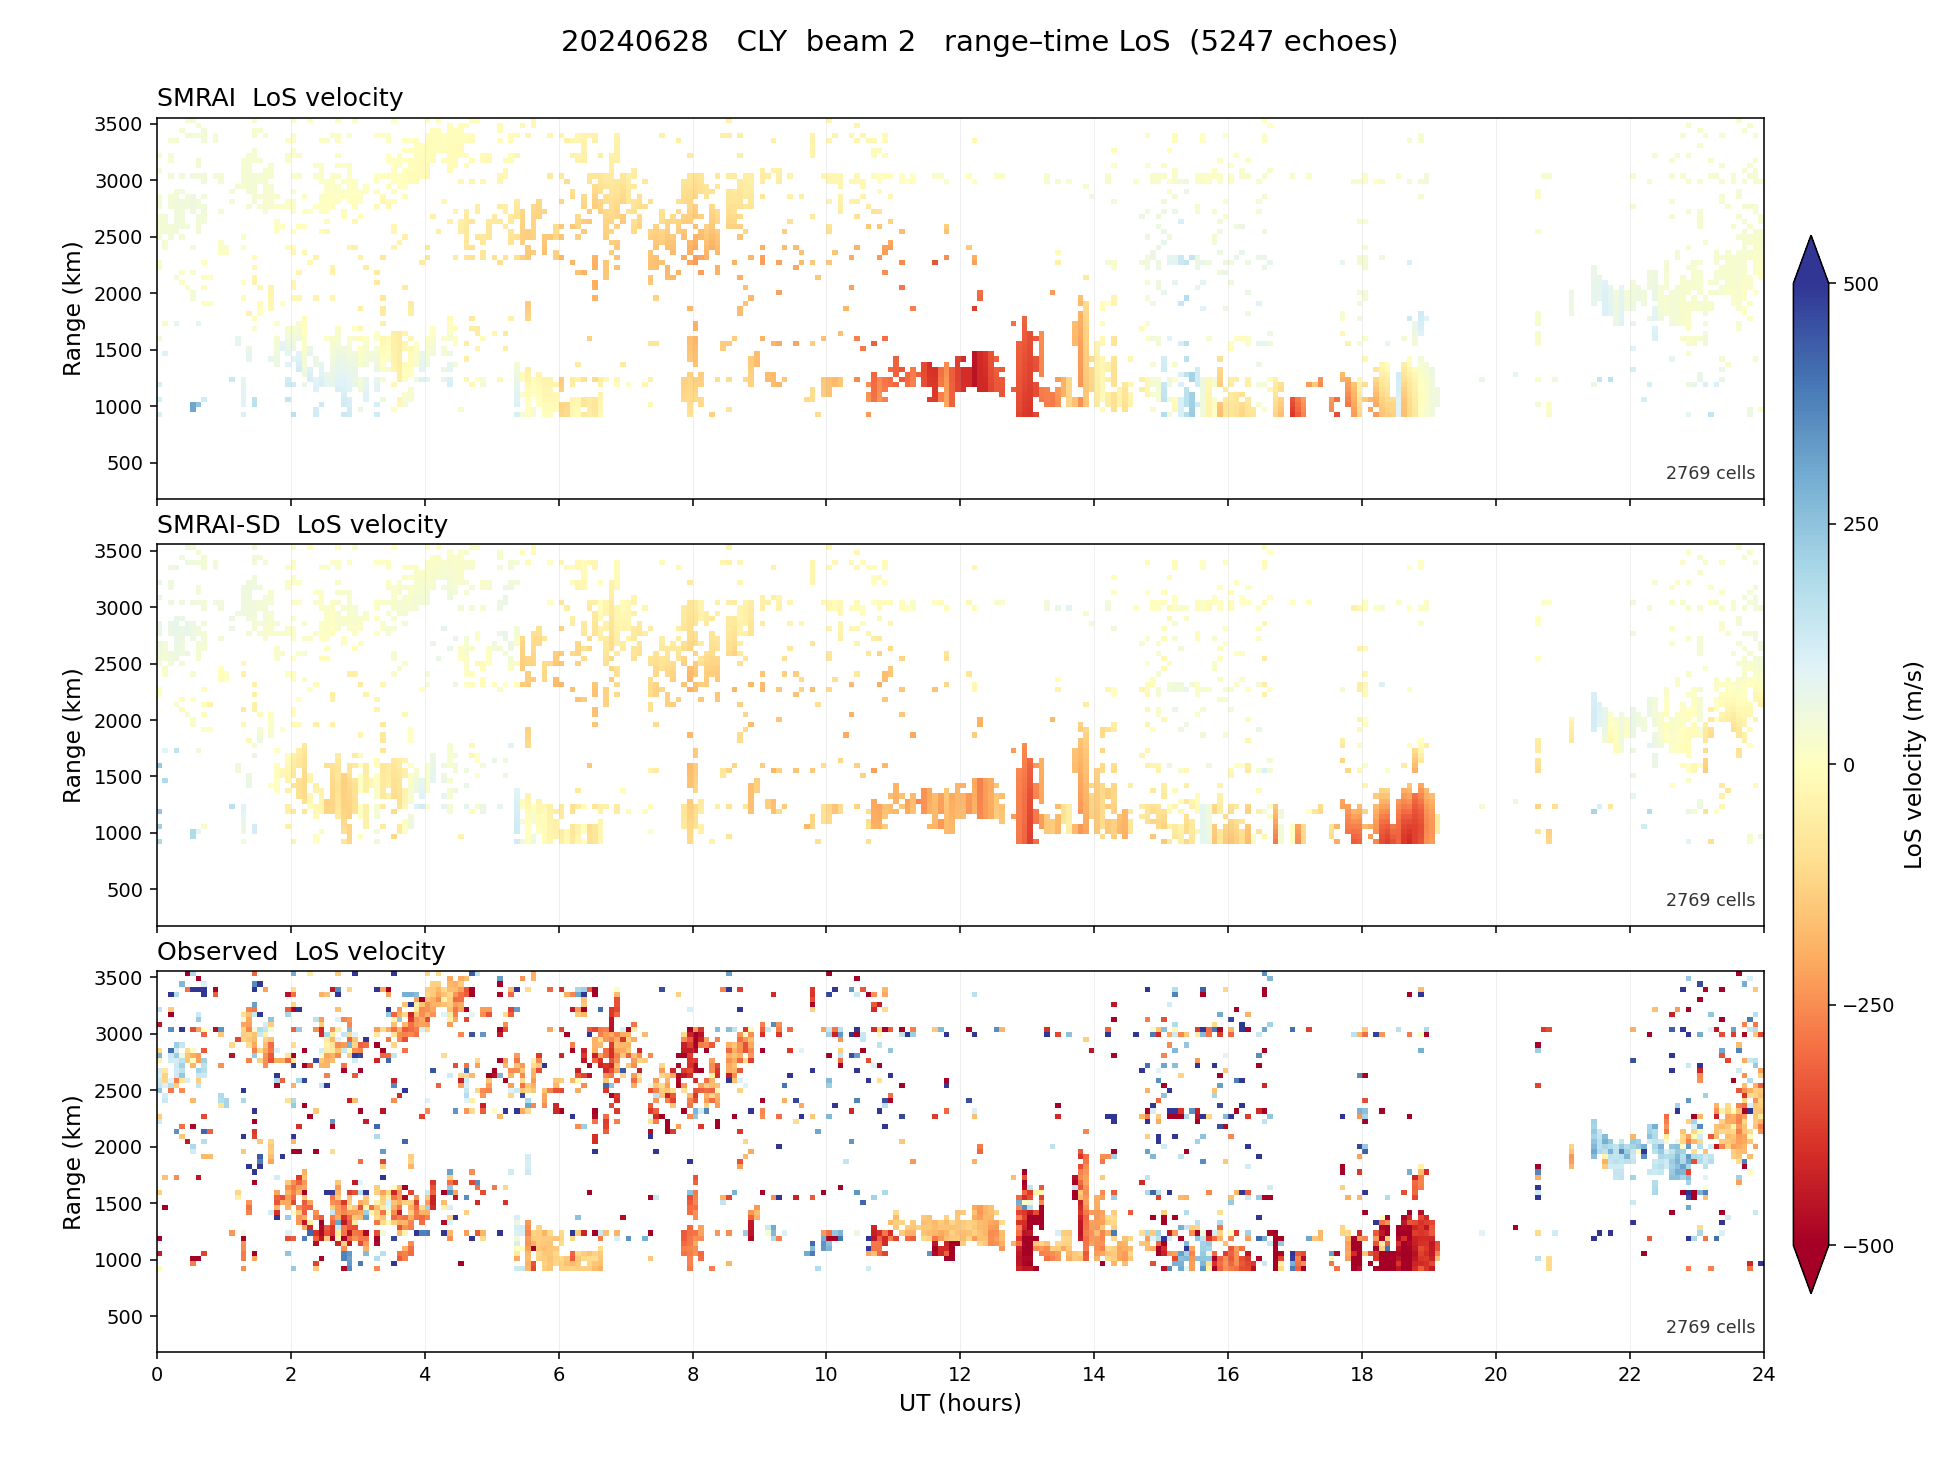 20240628   CLY  beam 2   range–time LoS  (5247 echoes)
SMRAI  LoS velocity
3500
3000
2500
2000
1500
1000
500
Range (km)
2769 cells
SMRAI-SD  LoS velocity
3500
3000
2500
2000
1500
1000
500
Range (km)
2769 cells
Observed  LoS velocity
3500
3000
2500
2000
1500
1000
500
Range (km)
2769 cells
0 2 4 6 8 10 12 14 16 18 20 22 24
UT (hours)
500
250
0
−250
−500
LoS velocity (m/s)